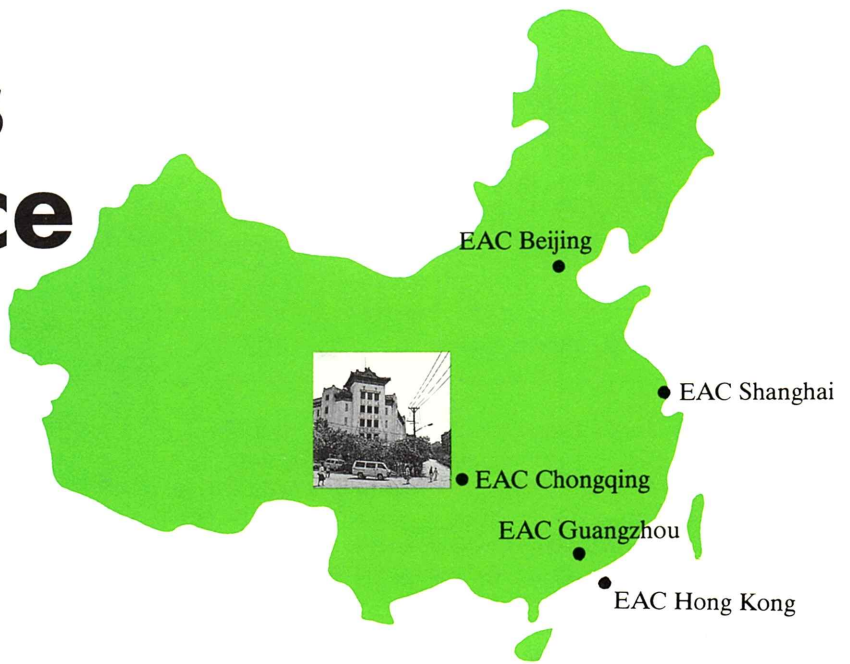 EAC Beijing
EAC Shanghai
EAC Chongqing
EAC Guangzhou
EAC Hong Kong